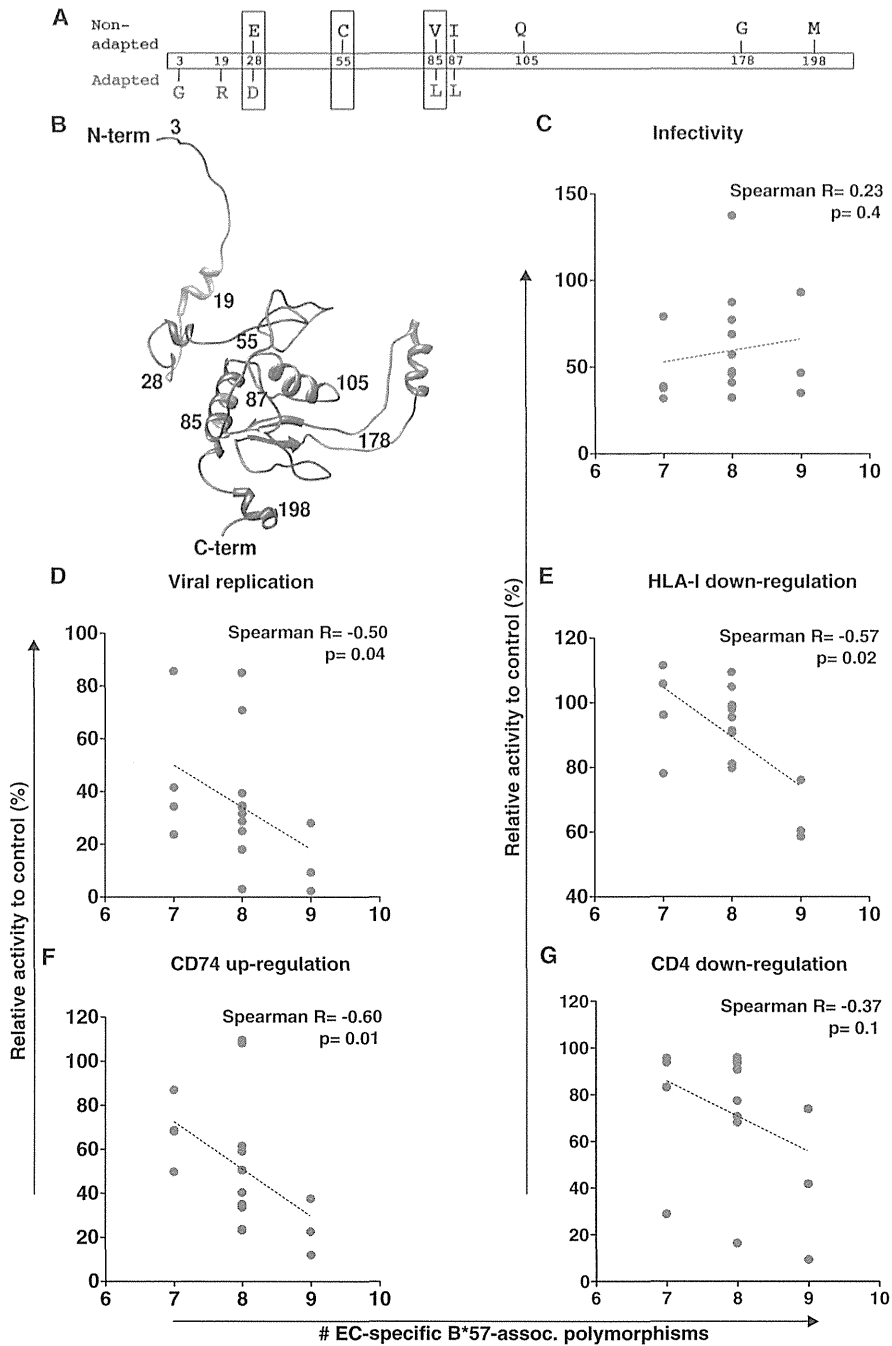 A
Non-
adapted
E C V I Q G M
3 19 28 55 85 87 105 178 198
Adapted
G R D L L
B
N-term
3
19
28
55
87
105
85
178
198
C-term
C
Infectivity
Spearman R= 0.23
p= 0.4
150
100
50
0
6 7 8 9 10
D
Viral replication
Spearman R= -0.50
p= 0.04
100
80
60
40
20
0
6 7 8 9 10
E
HLA-I down-regulation
Spearman R= -0.57
p= 0.02
120
100
80
60
40
6 7 8 9 10
F
CD74 up-regulation
Spearman R= -0.60
p= 0.01
120
100
80
60
40
20
0
6 7 8 9 10
G
CD4 down-regulation
Spearman R= -0.37
p= 0.1
120
100
80
60
40
20
0
6 7 8 9 10
Relative activity to control (%)
Relative activity to control (%)
# EC-specific B*57-assoc. polymorphisms